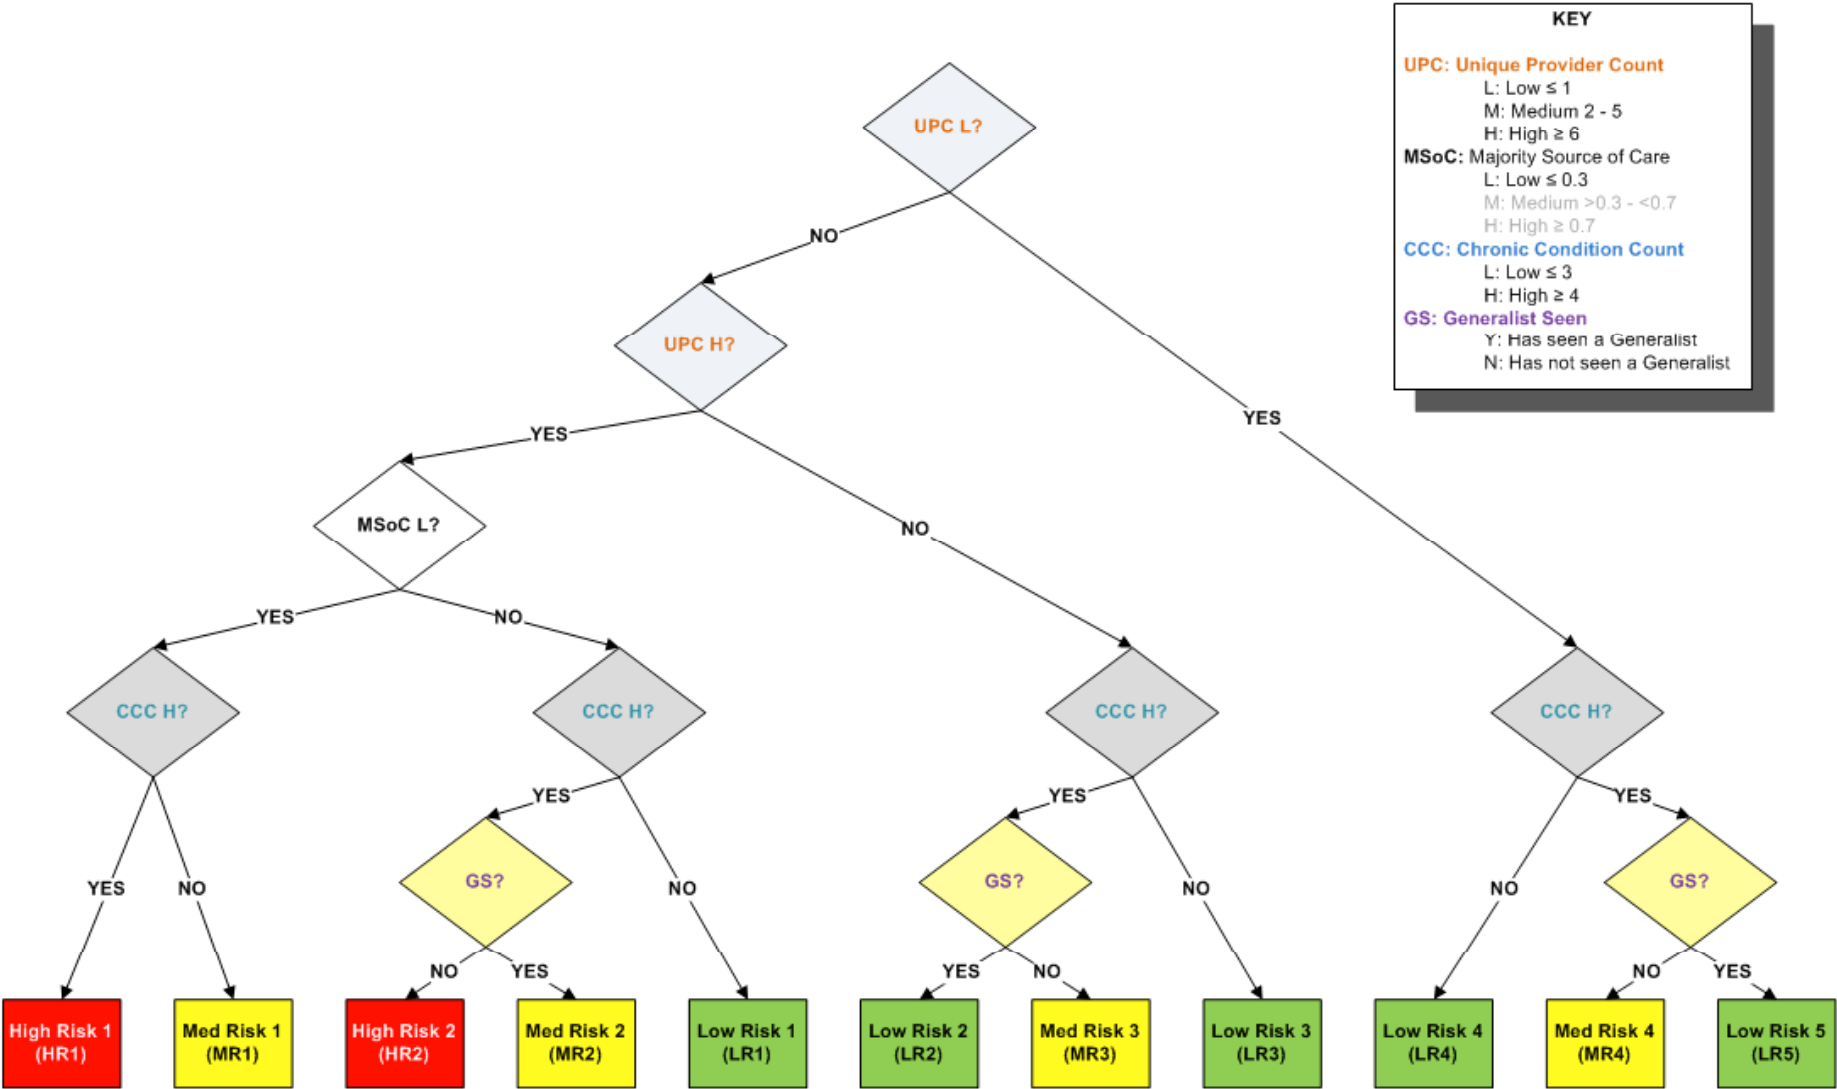 KEY
UPC: Unique Provider Count
L: Low ≤ 1
M: Medium 2 - 5
H: High ≥ 6
MSoC: Majority Source of Care
L: Low ≤ 0.3
M: Medium >0.3 - <0.7
H: High ≥ 0.7
CCC: Chronic Condition Count
L: Low ≤ 3
H: High ≥ 4
GS: Generalist Seen
Y: Has seen a Generalist
N: Has not seen a Generalist
UPC L?
NO
YES
UPC H?
YES
NO
MSoC L?
YES
NO
CCC H?
CCC H?
CCC H?
CCC H?
YES
YES
YES
GS?
GS?
GS?
YES
NO
NO
NO
NO
NO
YES
YES
NO
NO
YES
High Risk 1
(HR1)
Med Risk 1
(MR1)
High Risk 2
(HR2)
Med Risk 2
(MR2)
Low Risk 1
(LR1)
Low Risk 2
(LR2)
Med Risk 3
(MR3)
Low Risk 3
(LR3)
Low Risk 4
(LR4)
Med Risk 4
(MR4)
Low Risk 5
(LR5)